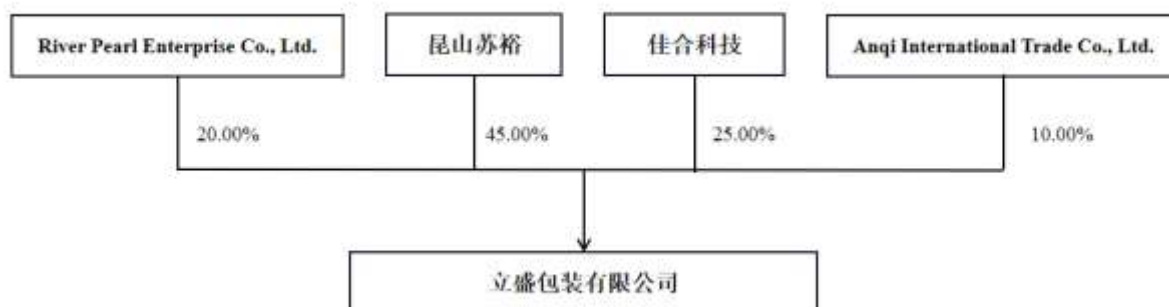 River Pearl Enterprise Co., Ltd.
昆山苏裕
佳合科技
Anqi International Trade Co., Ltd.
20.00%
45.00%
25.00%
10.00%
立盛包装有限公司